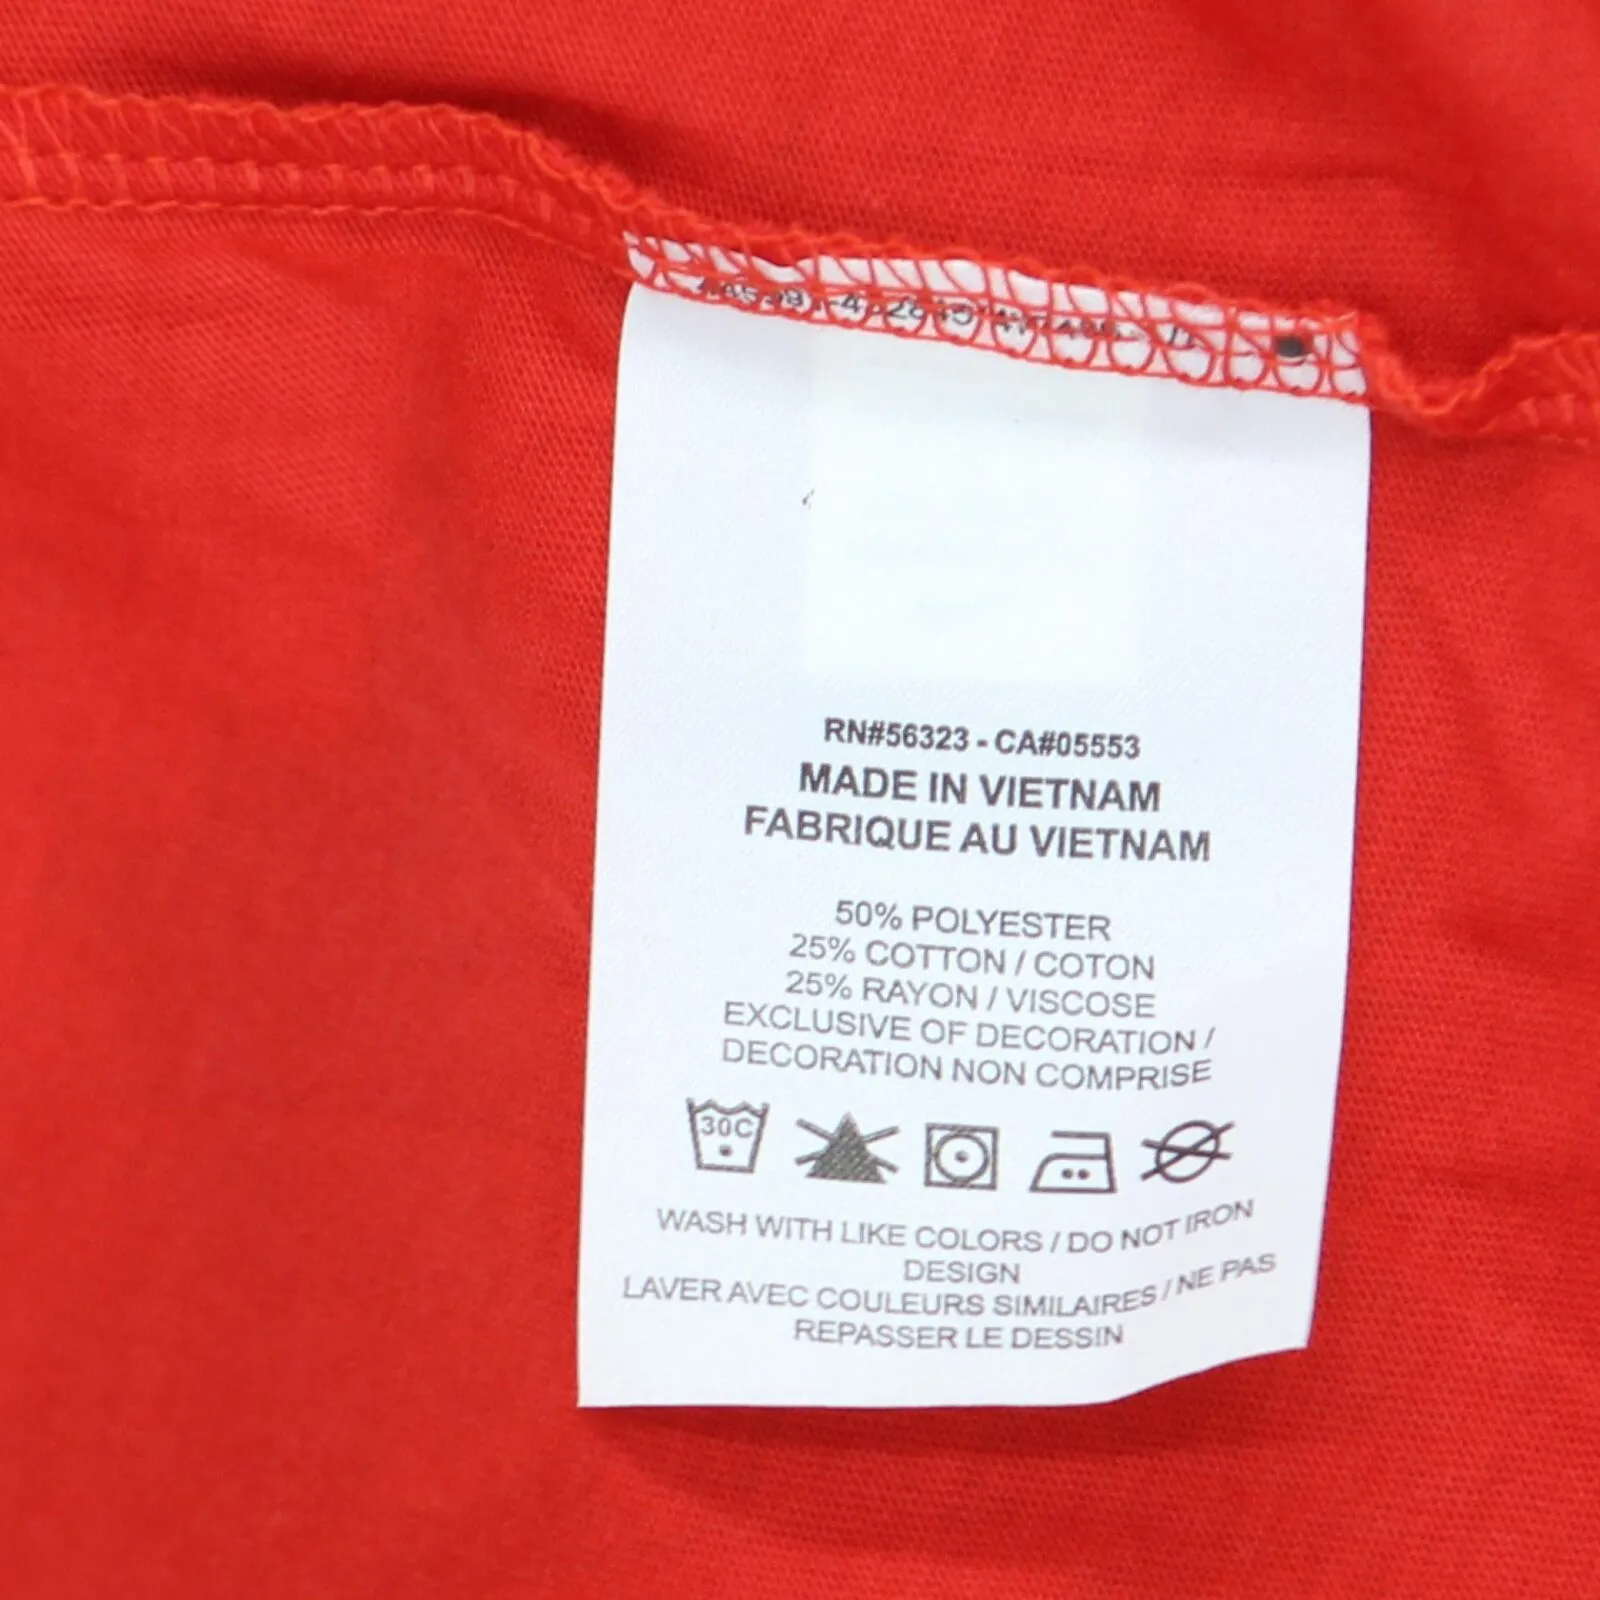 RN#56323 - CA#05553
MADE IN VIETNAM
FABRIQUE AU VIETNAM
50% POLYESTER
25% COTTON / COTON
25% RAYON / VISCOSE
EXCLUSIVE OF DECORATION /
DECORATION NON COMPRISE
30C
WASH WITH LIKE COLORS / DO NOT IRON
DESIGN
LAVER AVEC COULEURS SIMILAIRES / NE PAS
REPASSER LE DESSIN